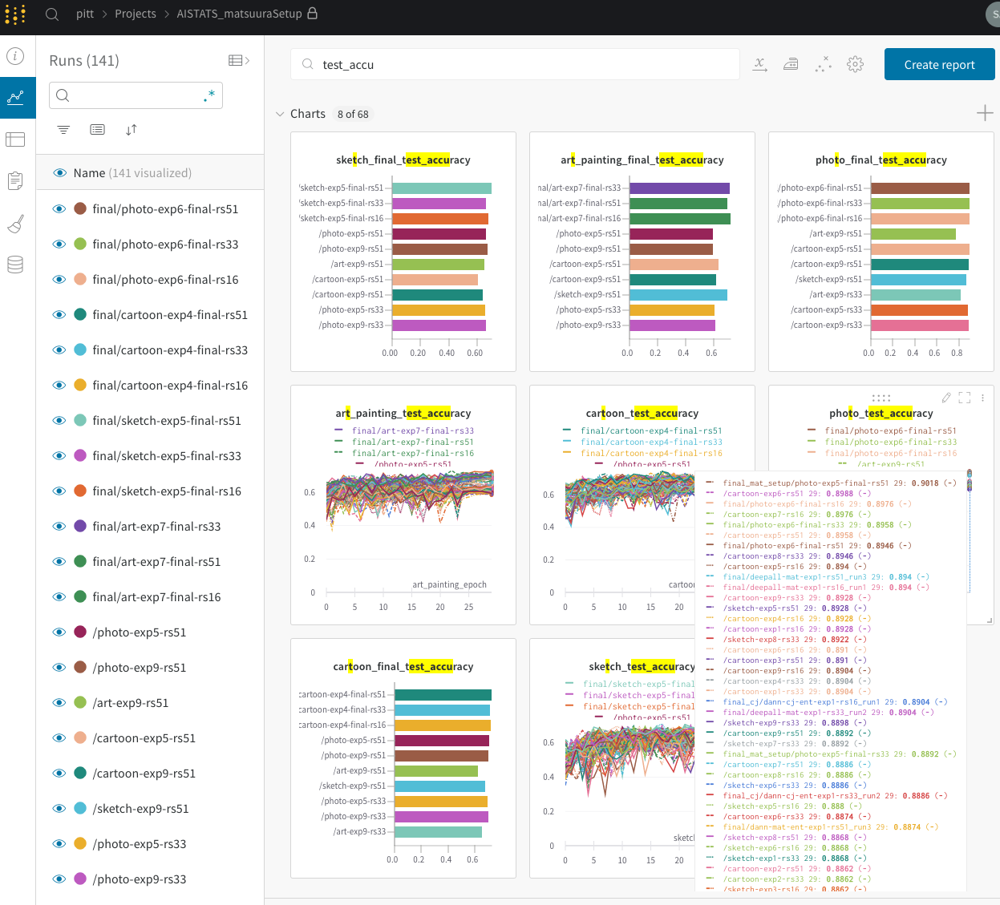 pitt > Projects > AISTATS_matsuuraSetup
S
Runs (141)
.*
Name (141 visualized)
final/photo-exp6-final-rs51
final/photo-exp6-final-rs33
final/photo-exp6-final-rs16
final/cartoon-exp4-final-rs51
final/cartoon-exp4-final-rs33
final/cartoon-exp4-final-rs16
final/sketch-exp5-final-rs51
final/sketch-exp5-final-rs33
final/sketch-exp5-final-rs16
final/art-exp7-final-rs33
final/art-exp7-final-rs51
final/art-exp7-final-rs16
/photo-exp5-rs51
/photo-exp9-rs51
/art-exp9-rs51
/cartoon-exp5-rs51
/cartoon-exp9-rs51
/sketch-exp9-rs51
/photo-exp5-rs33
/photo-exp9-rs33
test_accu
Create report
Charts 8 of 68
sketch_final_test_accuracy
'sketch-exp5-final-rs51
'sketch-exp5-final-rs33
'sketch-exp5-final-rs16
/photo-exp5-rs51
/photo-exp9-rs51
/art-exp9-rs51
/cartoon-exp5-rs51
/cartoon-exp9-rs51
/photo-exp5-rs33
/photo-exp9-rs33
0.00 0.20 0.40 0.60
art_painting_final_test_accuracy
nal/art-exp7-final-rs33
nal/art-exp7-final-rs51
nal/art-exp7-final-rs16
/photo-exp5-rs51
/photo-exp9-rs51
/cartoon-exp5-rs51
/cartoon-exp9-rs51
/sketch-exp9-rs51
/photo-exp5-rs33
/photo-exp9-rs33
0.0 0.2 0.4 0.6
photo_final_test_accuracy
/photo-exp6-final-rs51
/photo-exp6-final-rs33
/photo-exp6-final-rs16
/art-exp9-rs51
/cartoon-exp5-rs51
/cartoon-exp9-rs51
/sketch-exp9-rs51
/art-exp9-rs33
/cartoon-exp5-rs33
/cartoon-exp9-rs33
0.0 0.2 0.4 0.6 0.8
art_painting_test_accuracy
final/art-exp7-final-rs33
final/art-exp7-final-rs51
final/art-exp7-final-rs16
/photo-exp5-rs51
0.6
0.4
0.2
0
art_painting_epoch
0 5 10 15 20 25
cartoon_test_accuracy
final/cartoon-exp4-final-rs51
final/cartoon-exp4-final-rs33
final/cartoon-exp4-final-rs16
/photo-exp5-rs51
0.6
0.4
0.2
0
cartoo
0 5 10 15 20
photo_test_accuracy
final/photo-exp6-final-rs51
final/photo-exp6-final-rs33
final/photo-exp6-final-rs16
/art-exp9-rs51
final_mat_setup/photo-exp5-final-rs51 29: 0.9018 (-)
/cartoon-exp6-rs51 29: 0.8988 (-)
final/photo-exp6-final-rs16 29: 0.8976 (-)
/cartoon-exp7-rs16 29: 0.8976 (-)
final/photo-exp6-final-rs33 29: 0.8958 (-)
/cartoon-exp5-rs51 29: 0.8958 (-)
final/photo-exp6-final-rs51 29: 0.8946 (-)
/cartoon-exp8-rs33 29: 0.8946 (-)
/cartoon-exp5-rs16 29: 0.894 (-)
final/deepall-mat-exp1-rs51_run3 29: 0.894 (-)
final/deepall-mat-exp1-rs16_run1 29: 0.894 (-)
/cartoon-exp9-rs33 29: 0.8928 (-)
/sketch-exp5-rs51 29: 0.8928 (-)
/cartoon-exp4-rs16 29: 0.8928 (-)
/cartoon-exp1-rs16 29: 0.8928 (-)
/sketch-exp8-rs33 29: 0.8922 (-)
/cartoon-exp6-rs16 29: 0.891 (-)
/cartoon-exp3-rs51 29: 0.891 (-)
/cartoon-exp9-rs16 29: 0.8904 (-)
/cartoon-exp4-rs33 29: 0.8904 (-)
/cartoon-exp1-rs33 29: 0.8904 (-)
final_cj/dann-cj-ent-exp1-rs16_run1 29: 0.8904 (-)
final/deepall-mat-exp1-rs33_run2 29: 0.8904 (-)
/sketch-exp9-rs33 29: 0.8898 (-)
/cartoon-exp9-rs51 29: 0.8892 (-)
/sketch-exp7-rs33 29: 0.8892 (-)
final_mat_setup/photo-exp5-final-rs33 29: 0.8892 (-)
/cartoon-exp7-rs51 29: 0.8886 (-)
/cartoon-exp8-rs16 29: 0.8886 (-)
/sketch-exp6-rs33 29: 0.8886 (-)
final_cj/dann-cj-ent-exp1-rs33_run2 29: 0.8886 (-)
/sketch-exp5-rs16 29: 0.888 (-)
/cartoon-exp6-rs33 29: 0.8874 (-)
final/dann-mat-ent-exp1-rs51_run3 29: 0.8874 (-)
/sketch-exp8-rs51 29: 0.8868 (-)
/sketch-exp6-rs16 29: 0.8868 (-)
/sketch-exp1-rs33 29: 0.8868 (-)
/cartoon-exp2-rs51 29: 0.8862 (-)
/cartoon-exp2-rs33 29: 0.8862 (-)
/sketch-exp3-rs16 29: 0.8862 (-)
cartoon_final_test_accuracy
cartoon-exp4-final-rs51
cartoon-exp4-final-rs33
cartoon-exp4-final-rs16
/photo-exp5-rs51
/photo-exp9-rs51
/art-exp9-rs51
/sketch-exp9-rs51
/photo-exp5-rs33
/photo-exp9-rs33
/art-exp9-rs33
0.0 0.2 0.4 0.6
sketch_test_accuracy
final/sketch-exp5-final
final/sketch-exp5-final
final/sketch-exp5-final
/photo-exp5-rs51
0.6
0.4
0.2
0
sketc
0 5 10 15 20